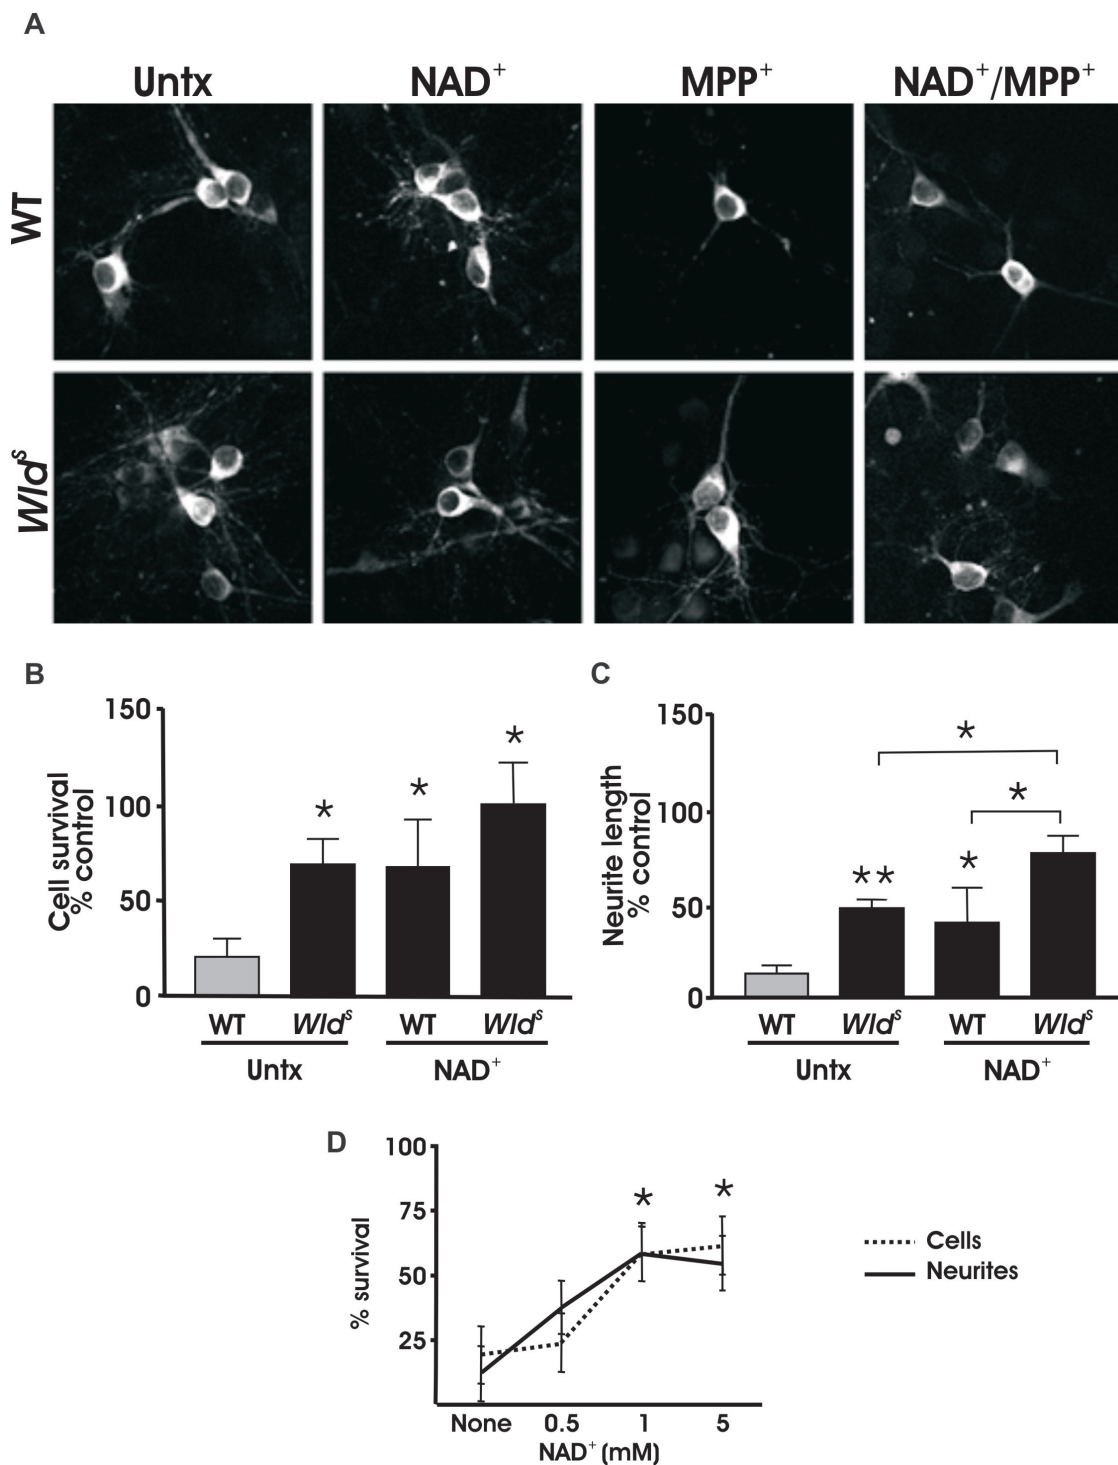 A
Untx NAD+ MPP+ NAD+/MPP+
WT
Wlds
B
Cell survival
% control
150
100
50
0
*
*
*
WT Wlds WT Wlds
Untx NAD+
C
Neurite length
% control
150
100
50
0
*
*
**
*
WT Wlds WT Wlds
Untx NAD+
D
% survival
100
75
50
25
*
*
None 0.5 1 5
NAD+ (mM)
Cells
Neurites